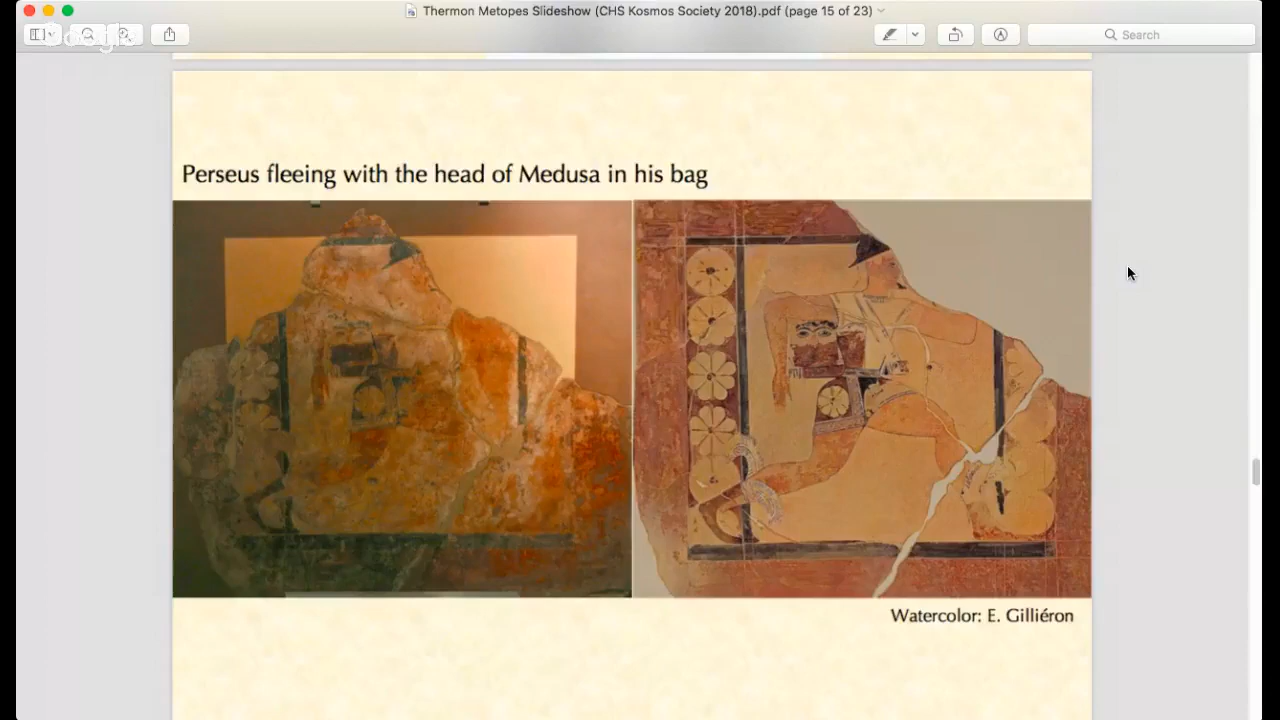 Thermon Metopes Slideshow (CHS Kosmos Society 2018).pdf (page 15 of 23)
Google
Search
Perseus fleeing with the head of Medusa in his bag
Watercolor: E. Gilliéron